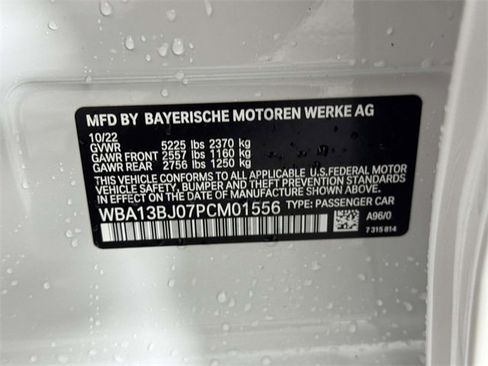 MFD BY BAYERISCHE MOTOREN WERKE AG
10/22
GVWR 5225 lbs 2370 kg
GAWR FRONT 2557 lbs 1160 kg
GAWR REAR 2756 lbs 1250 kg
THIS VEHICLE CONFORMS TO ALL APPLICABLE U.S.FEDERAL MOTOR
VEHICLE SAFETY, BUMPER, AND THEFT PREVENTION STANDARDS
IN EFFECT ON THE DATE OF MANUFACTURE SHOWN ABOVE.
WBA13BJ07PCM01556 TYPE: PASSENGER CAR
A96/0
7 315 814